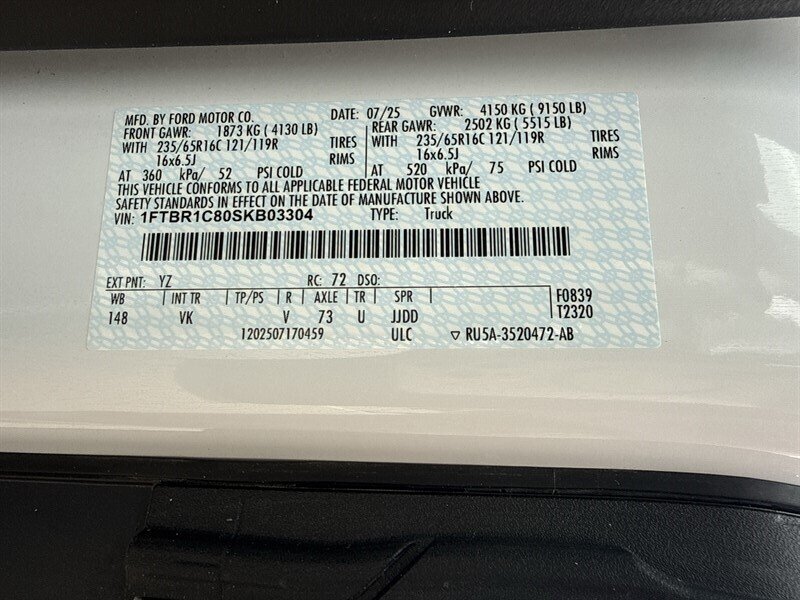 MFD. BY FORD MOTOR CO. DATE: 07/25 GVWR: 4150 KG ( 9150 LB)
FRONT GAWR: 1873 KG ( 4130 LB) REAR GAWR: 2502 KG ( 5515 LB)
WITH 235/65R16C 121/119R TIRES WITH 235/65R16C 121/119R TIRES
16x6.5J RIMS 16x6.5J RIMS
AT 360 kPa/ 52 PSI COLD AT 520 kPa/ 75 PSI COLD
THIS VEHICLE CONFORMS TO ALL APPLICABLE FEDERAL MOTOR VEHICLE
SAFETY STANDARDS IN EFFECT ON THE DATE OF MANUFACTURE SHOWN ABOVE.
VIN: 1FTBR1C80SKB03304 TYPE: Truck
EXT PNT: YZ RC: 72 DSO:
WB INT TR TP/PS R AXLE TR SPR F0839
148 VK V 73 U JJDD T2320
1202507170459 ULC ▽ RU5A-3520472-AB